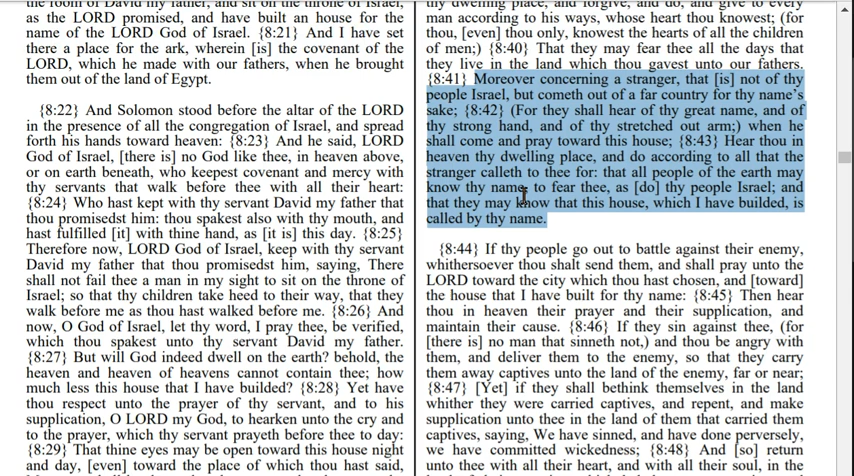 the room of David my father, and sit on the throne of Israel,
as the LORD promised, and have built an house for the
name of the LORD God of Israel. {8:21} And I have set
there a place for the ark, wherein [is] the covenant of the
LORD, which he made with our fathers, when he brought
them out of the land of Egypt.
{8:22} And Solomon stood before the altar of the LORD
in the presence of all the congregation of Israel, and spread
forth his hands toward heaven: {8:23} And he said, LORD
God of Israel, [there is] no God like thee, in heaven above,
or on earth beneath, who keepest covenant and mercy with
thy servants that walk before thee with all their heart:
{8:24} Who hast kept with thy servant David my father that
thou promisedst him: thou spakest also with thy mouth, and
hast fulfilled [it] with thine hand, as [it is] this day. {8:25}
Therefore now, LORD God of Israel, keep with thy servant
David my father that thou promisedst him, saying, There
shall not fail thee a man in my sight to sit on the throne of
Israel; so that thy children take heed to their way, that they
walk before me as thou hast walked before me. {8:26} And
now, O God of Israel, let thy word, I pray thee, be verified,
which thou spakest unto thy servant David my father.
{8:27} But will God indeed dwell on the earth? behold, the
heaven and heaven of heavens cannot contain thee; how
much less this house that I have builded? {8:28} Yet have
thou respect unto the prayer of thy servant, and to his
supplication, O LORD my God, to hearken unto the cry and
to the prayer, which thy servant prayeth before thee to day:
{8:29} That thine eyes may be open toward this house night
and day, [even] toward the place of which thou hast said,
thy dwelling place, and forgive, and do, and give to every
man according to his ways, whose heart thou knowest; (for
thou, [even] thou only, knowest the hearts of all the children
of men;) {8:40} That they may fear thee all the days that
they live in the land which thou gavest unto our fathers.
{8:41} Moreover concerning a stranger, that [is] not of thy
people Israel, but cometh out of a far country for thy name's
sake; {8:42} (For they shall hear of thy great name, and of
thy strong hand, and of thy stretched out arm;) when he
shall come and pray toward this house; {8:43} Hear thou in
heaven thy dwelling place, and do according to all that the
stranger calleth to thee for: that all people of the earth may
know thy name, to fear thee, as [do] thy people Israel; and
that they may know that this house, which I have builded, is
called by thy name.
{8:44} If thy people go out to battle against their enemy,
whithersoever thou shalt send them, and shall pray unto the
LORD toward the city which thou hast chosen, and [toward]
the house that I have built for thy name: {8:45} Then hear
thou in heaven their prayer and their supplication, and
maintain their cause. {8:46} If they sin against thee, (for
[there is] no man that sinneth not,) and thou be angry with
them, and deliver them to the enemy, so that they carry
them away captives unto the land of the enemy, far or near;
{8:47} [Yet] if they shall bethink themselves in the land
whither they were carried captives, and repent, and make
supplication unto thee in the land of them that carried them
captives, saying, We have sinned, and have done perversely,
we have committed wickedness; {8:48} And [so] return
unto thee with all their heart, and with all their soul, in the